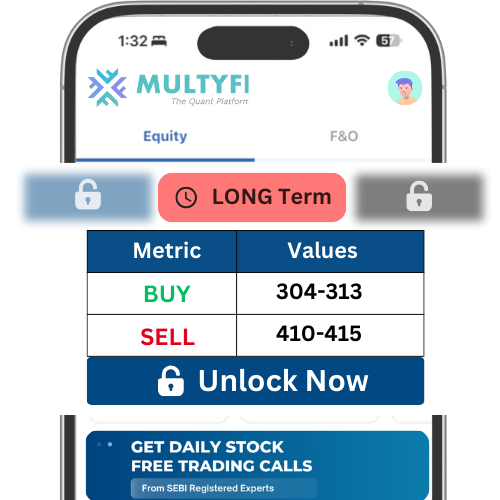 1:32
57
MULTYFI
The Quant Platform
Equity
F&O
LONG Term
Metric
Values
BUY
304-313
SELL
410-415
Unlock Now
GET DAILY STOCK
FREE TRADING CALLS
From SEBI Registered Experts